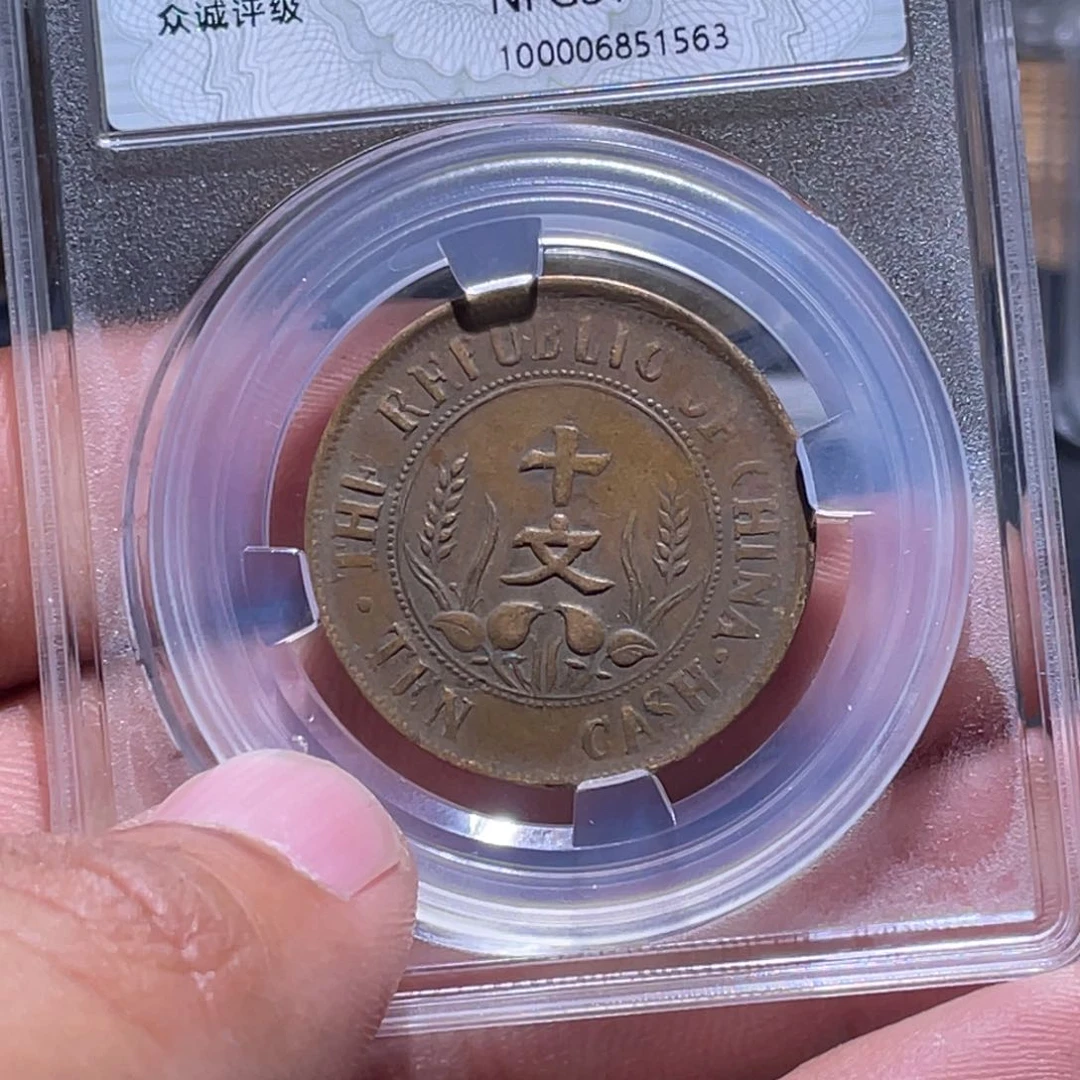 众诚评级
100006851563
THE REPUBLIC OF CHINA
十
文
TEN CASH